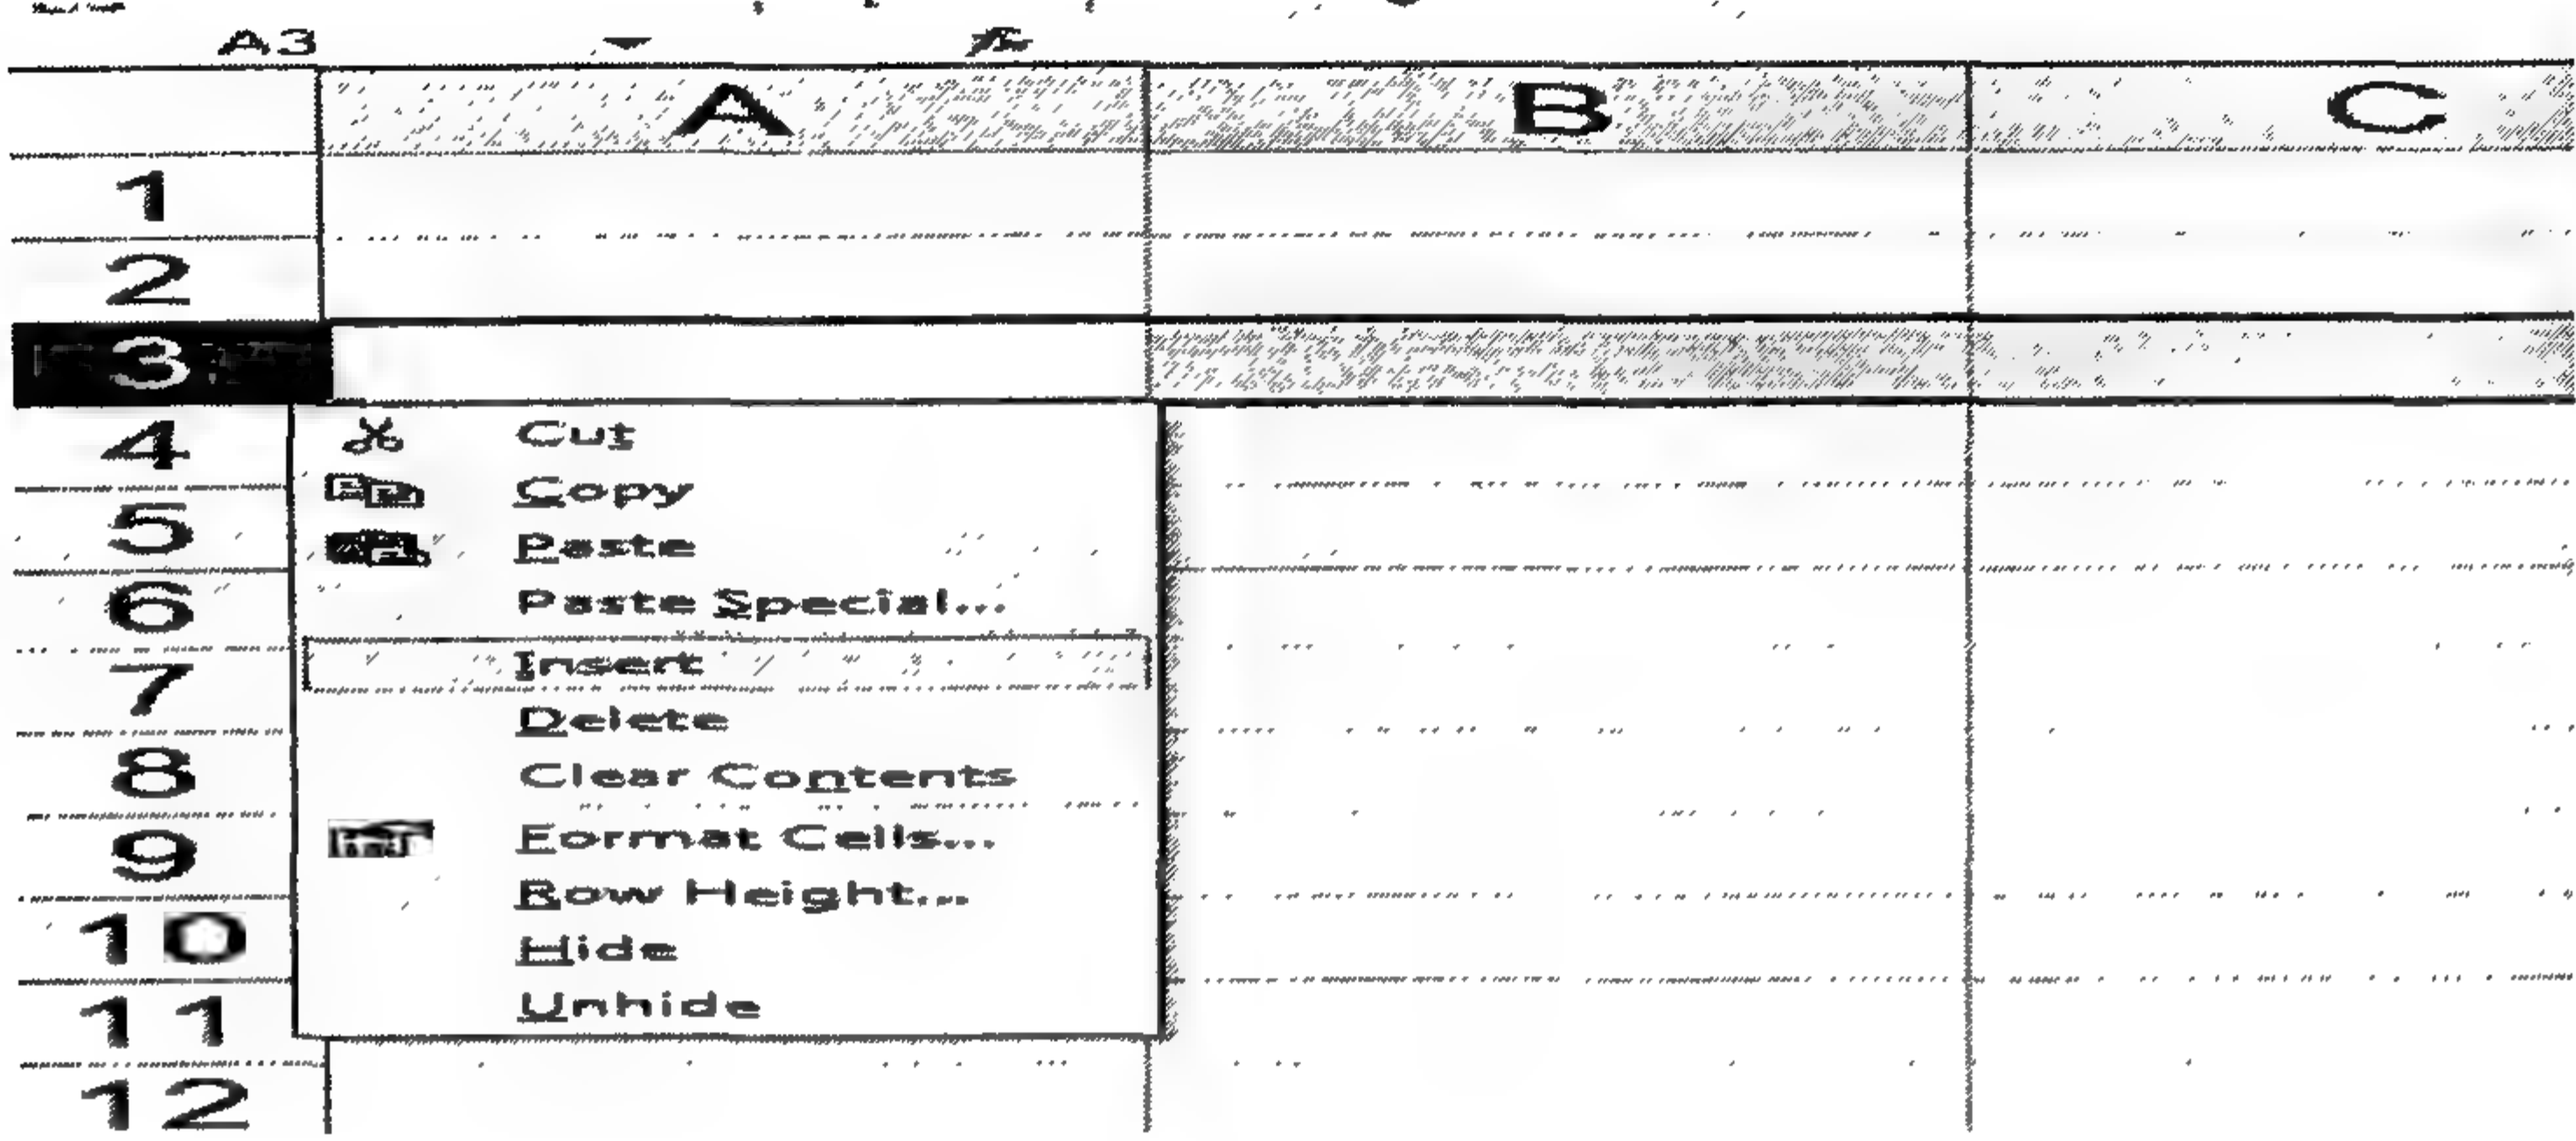 A3 fx
A B C
1
2
3
4 Cut
Copy
5 Paste
6 Paste Special...
7 Insert
Delete
8 Clear Contents
9 Format Cells...
Row Height...
10 Hide
11 Unhide
12